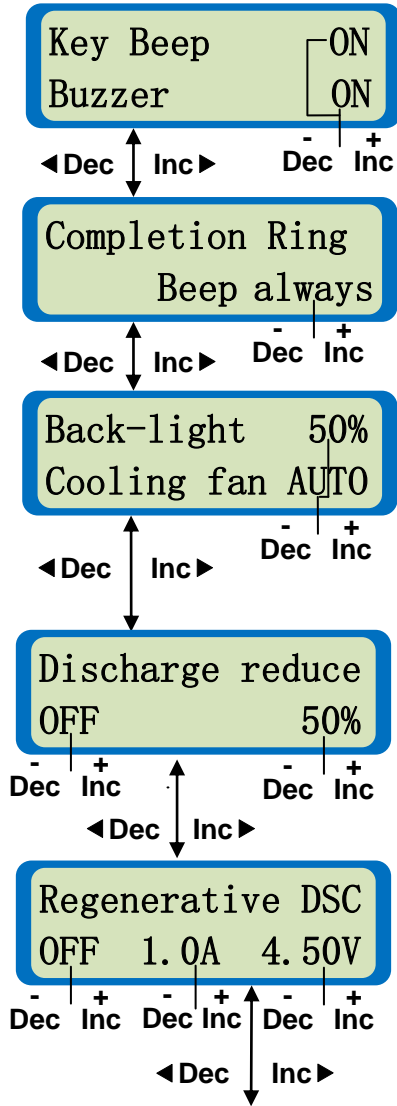 Key Beep ON
Buzzer ON
- +
Dec Inc
◀Dec Inc▶
Completion Ring
Beep always
- +
Dec Inc
◀Dec Inc▶
Back-light 50%
Cooling fan AUTO
- +
Dec Inc
◀Dec Inc▶
Discharge reduce
OFF 50%
- + - +
Dec Inc Dec Inc
◀Dec Inc▶
Regenerative DSC
OFF 1.0A 4.50V
- + - + - +
Dec Inc Dec Inc Dec Inc
◀Dec Inc▶